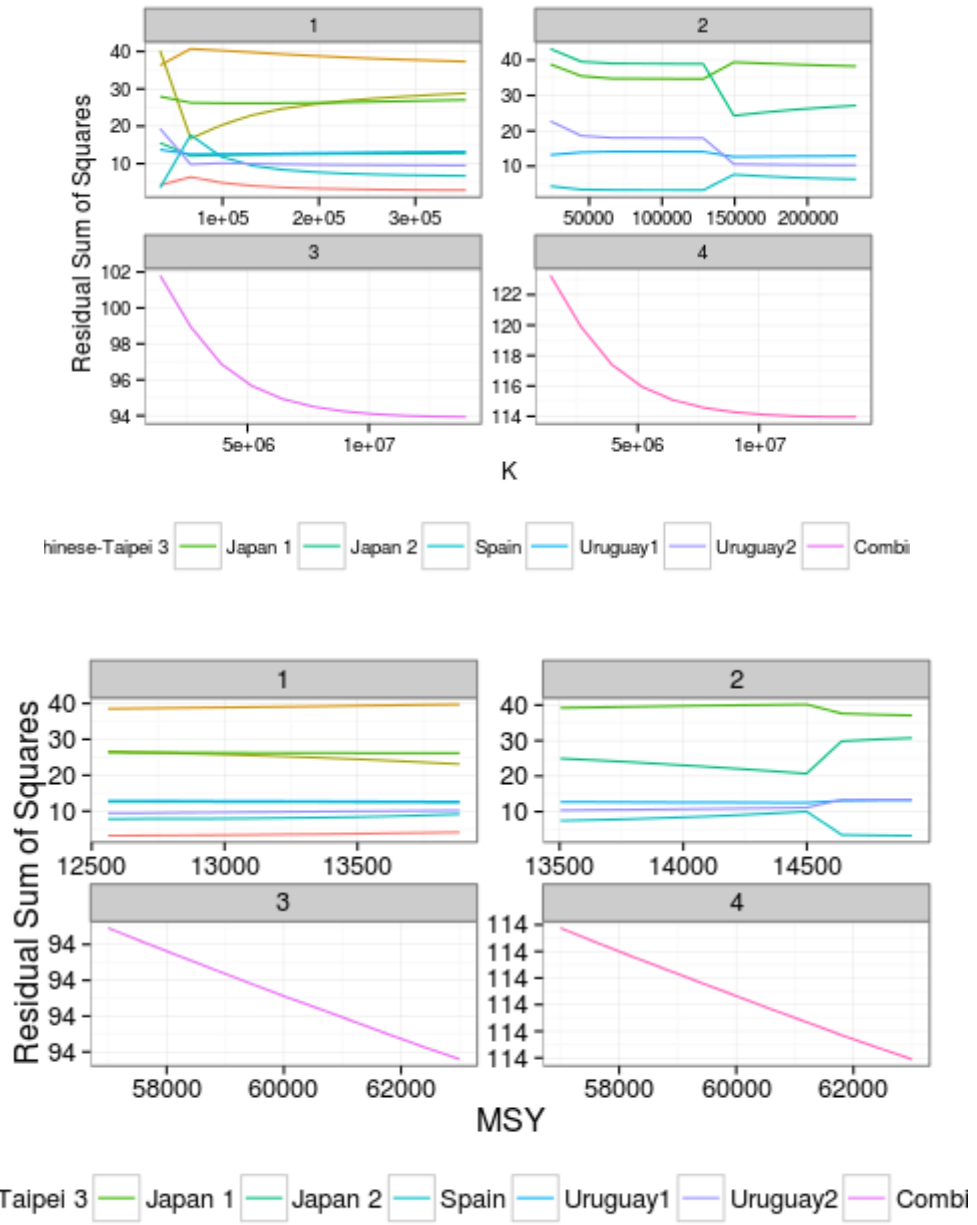 1 2
Residual Sum of Squares
40 30 20 10
40 30 20 10
1e+05 2e+05 3e+05
50000 100000 150000 200000
3 4
102 100 98 96 94
122 120 118 116 114
5e+06 1e+07
5e+06 1e+07
K
hinese-Taipei 3 Japan 1 Japan 2 Spain Uruguay1 Uruguay2 Combi
1 2
Residual Sum of Squares
40 30 20 10
40 30 20 10
12500 13000 13500
13500 14000 14500
3 4
94 94 94 94
114 114 114 114 114 114
58000 60000 62000
58000 60000 62000
MSY
Taipei 3 Japan 1 Japan 2 Spain Uruguay1 Uruguay2 Combi